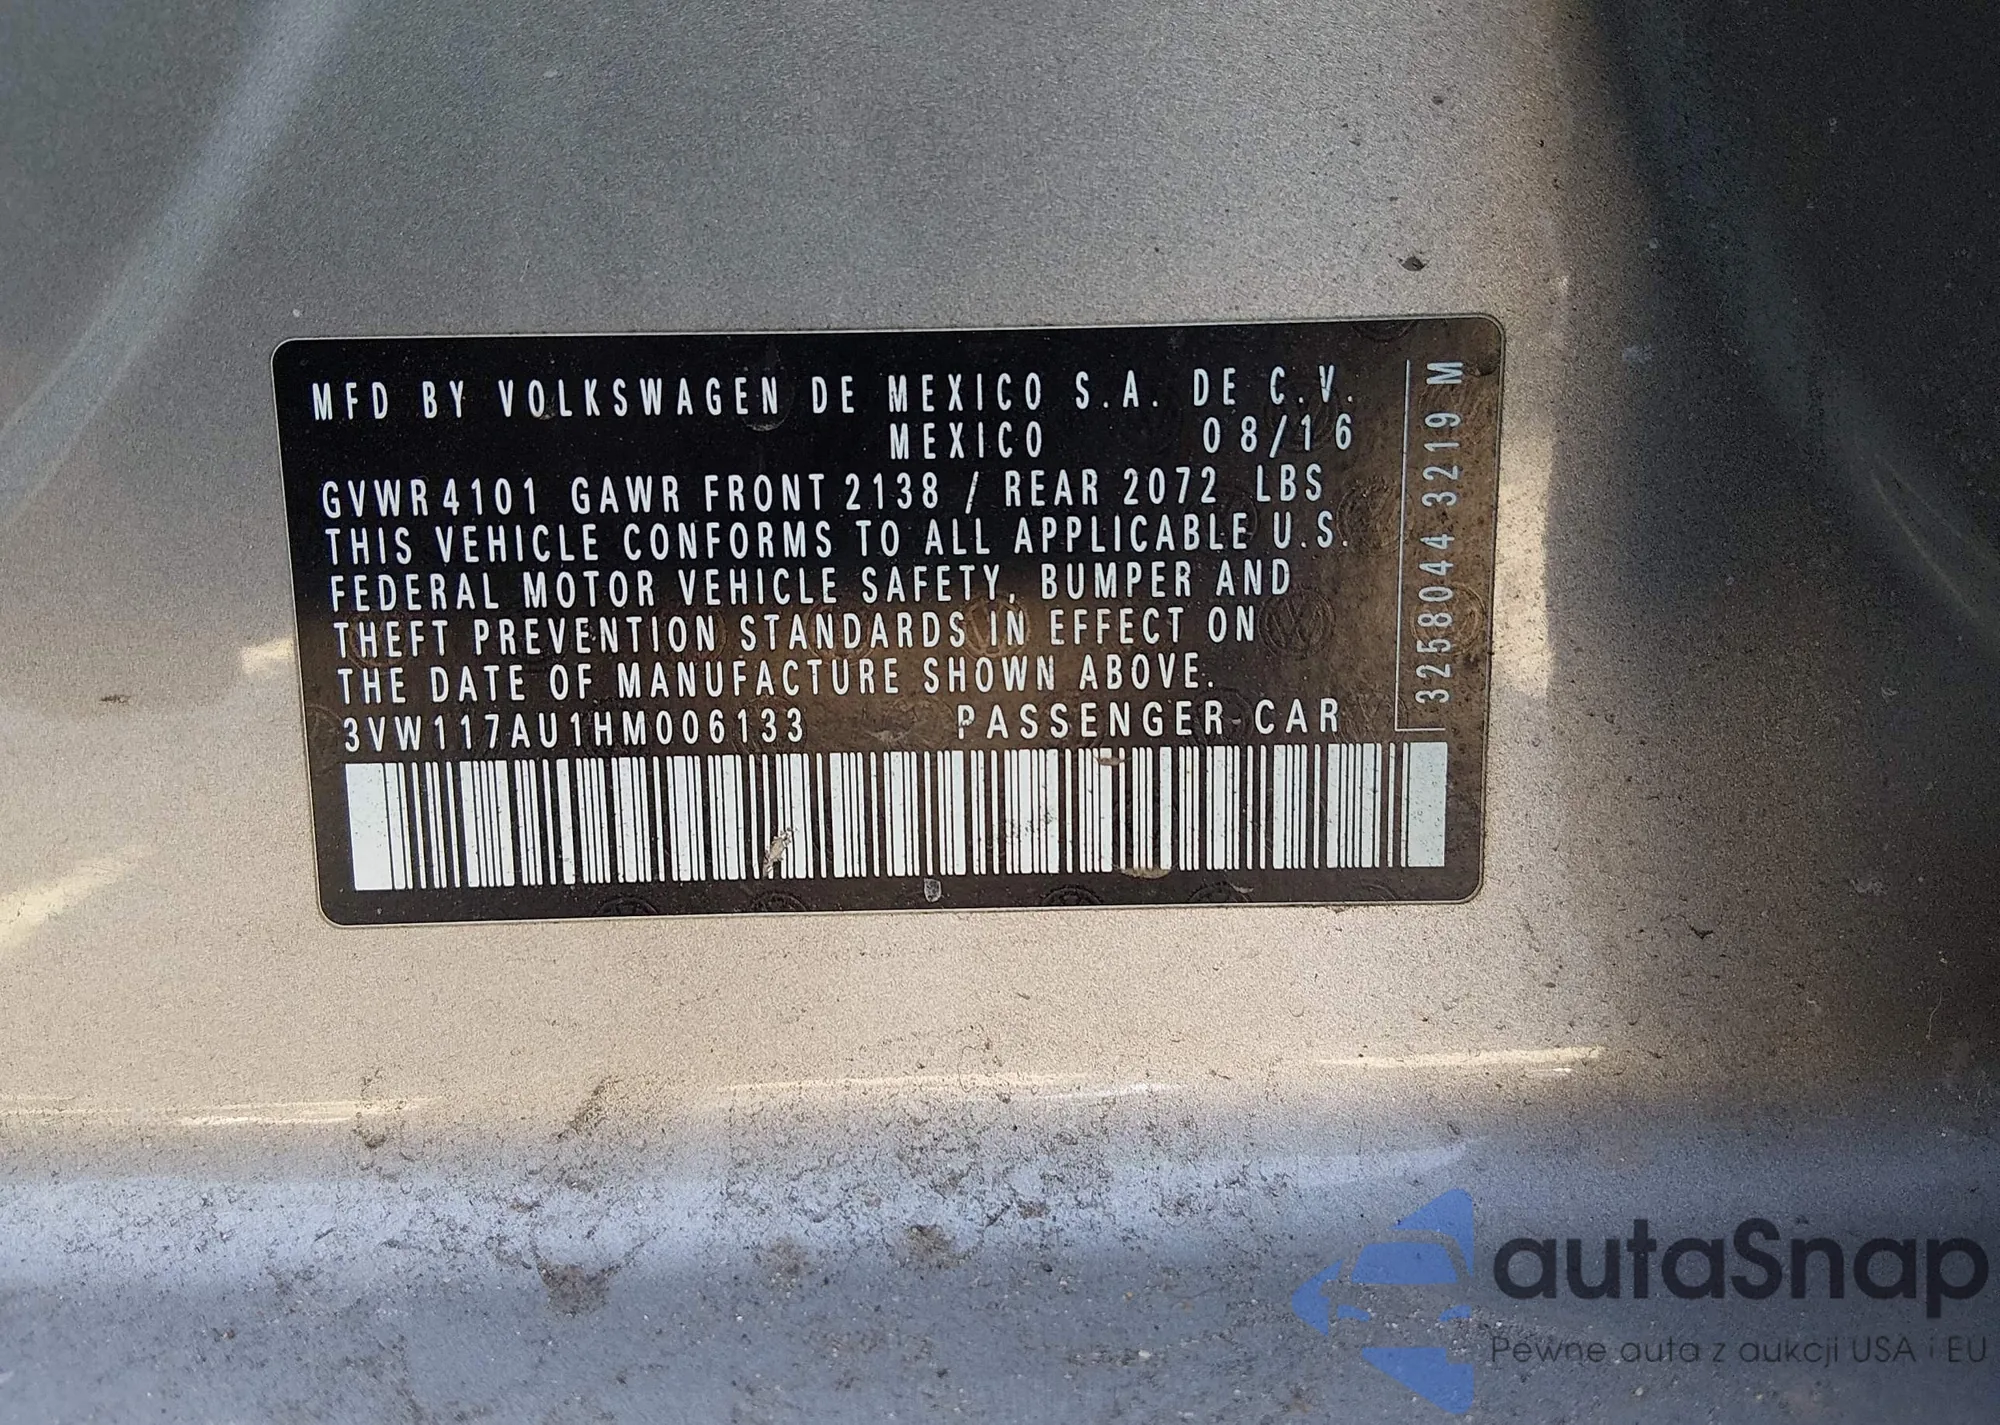 MFD BY VOLKSWAGEN DE MEXICO S.A. DE C.V.
MEXICO 08/16
GVWR 4101 GAWR FRONT 2138 / REAR 2072 LBS
THIS VEHICLE CONFORMS TO ALL APPLICABLE U.S.
FEDERAL MOTOR VEHICLE SAFETY, BUMPER AND
THEFT PREVENTION STANDARDS IN EFFECT ON
THE DATE OF MANUFACTURE SHOWN ABOVE.
3VW117AU1HM006133 PASSENGER CAR
3258044 3219 M
autaSnap
Pewne auta z aukcji USA i EU